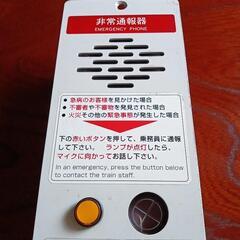 非常通報器
EMERGENCY PHONE
● 急病のお客様を見かけた場合
● 不審者や不審物を発見された場合
● 火災その他の緊急事態が発生した場合
下の赤いボタンを押して、乗務員に通報
して下さい。 ランプが点灯したら、
マイクに向かってお話し下さい。
In an emergency, press the button below
to contact the train staff.